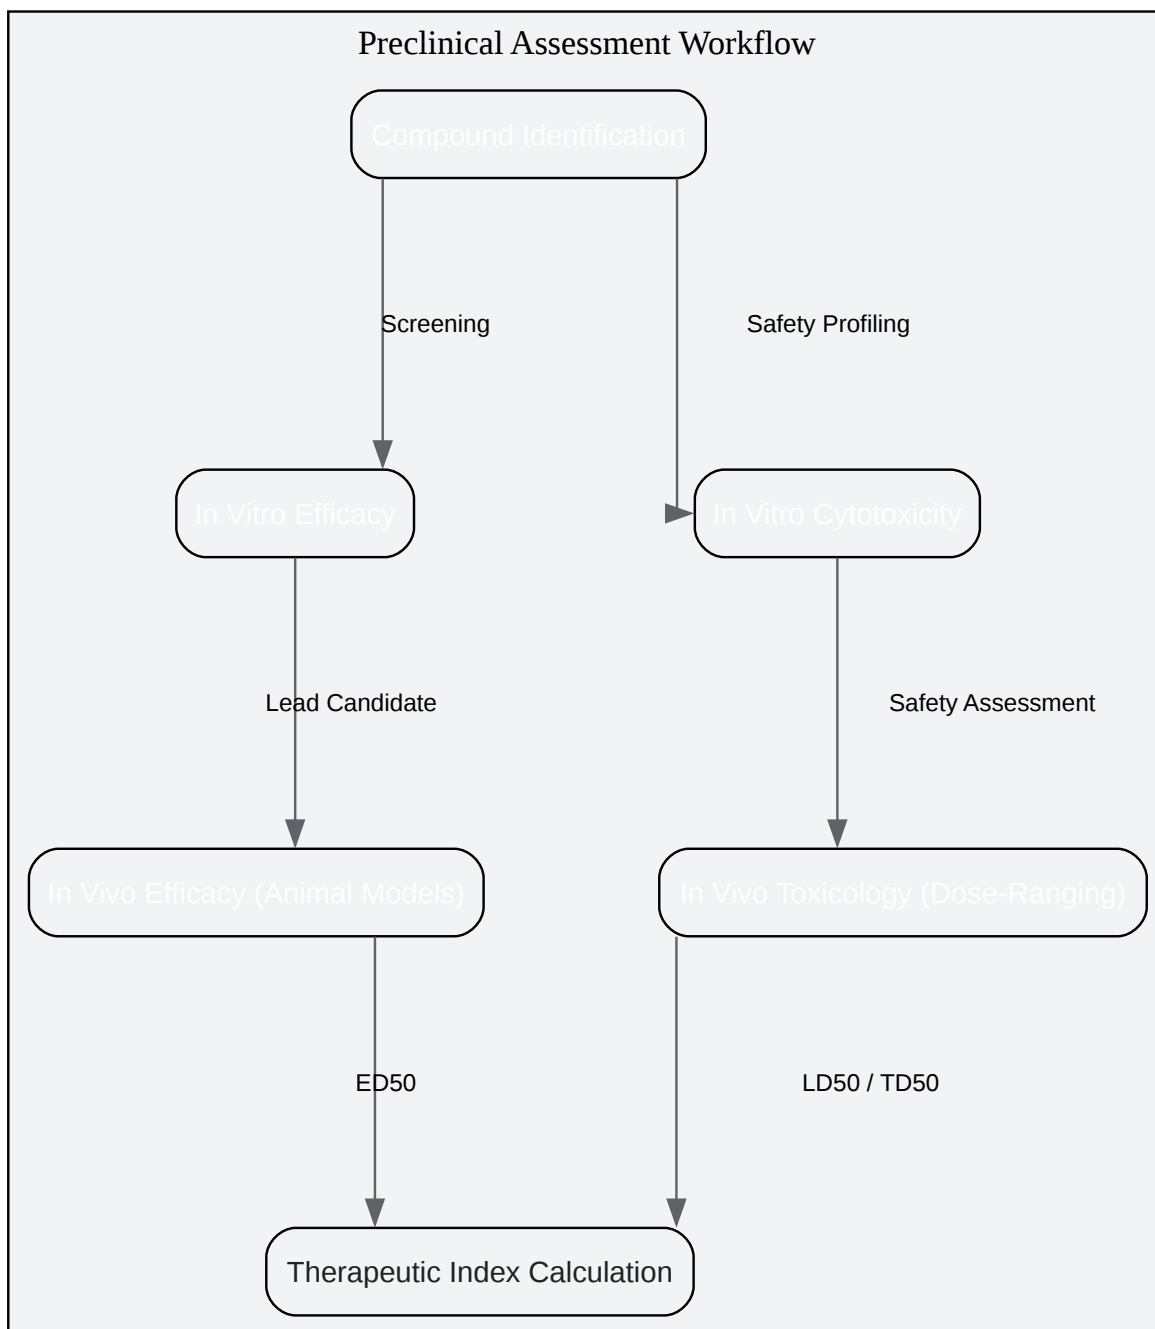 Preclinical Assessment Workflow
Compound Identification
Screening
Safety Profiling
In Vitro Efficacy
In Vitro Cytotoxicity
Lead Candidate
Safety Assessment
In Vivo Efficacy (Animal Models)
In Vivo Toxicology (Dose-Ranging)
ED50
LD50 / TD50
Therapeutic Index Calculation